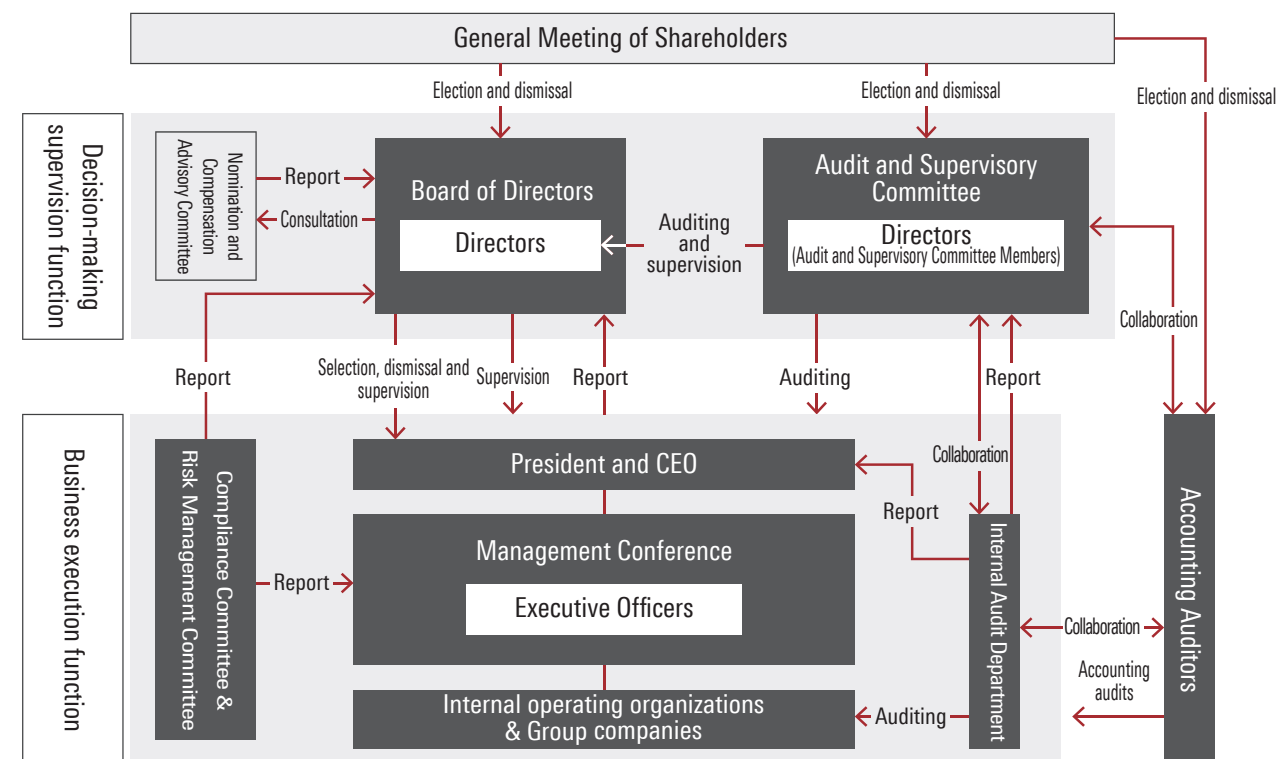 General Meeting of Shareholders
Election and dismissal
Election and dismissal
Election and dismissal
Decision-making
supervision function
Nomination and
Compensation
Advisory Committee
Report
Consultation
Board of Directors
Directors
Auditing
and
supervision
Audit and Supervisory
Committee
Directors
(Audit and Supervisory Committee Members)
Collaboration
Report
Selection, dismissal and
supervision
Supervision
Report
Auditing
Report
Collaboration
Business execution function
Compliance Committee &
Risk Management Committee
Report
President and CEO
Report
Management Conference
Executive Officers
Internal operating organizations
& Group companies
Auditing
Internal Audit Department
Collaboration
Accounting
audits
Accounting Auditors